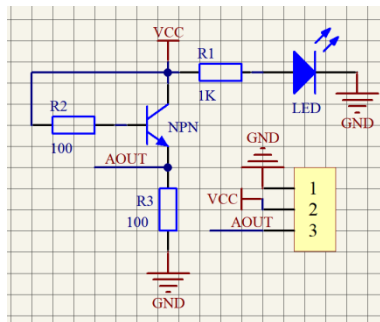 VCC
R1
1K
LED
GND
R2
100
NPN
AOUT
R3
100
GND
GND
VCC
AOUT
1
2
3